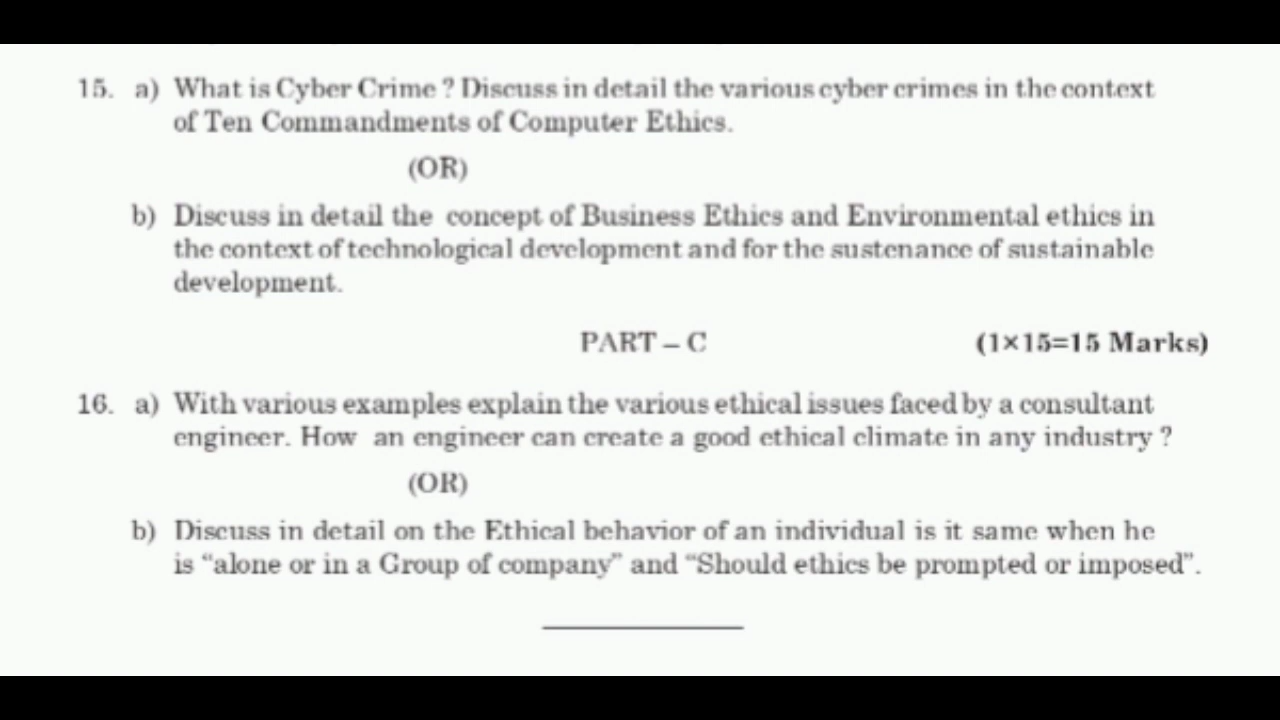 15. a) What is Cyber Crime ? Discuss in detail the various cyber crimes in the context
of Ten Commandments of Computer Ethics.
(OR)
b) Discuss in detail the concept of Business Ethics and Environmental ethics in
the context of technological development and for the sustenance of sustainable
development.
PART – C (1×15=15 Marks)
16. a) With various examples explain the various ethical issues faced by a consultant
engineer. How an engineer can create a good ethical climate in any industry ?
(OR)
b) Discuss in detail on the Ethical behavior of an individual is it same when he
is “alone or in a Group of company” and “Should ethics be prompted or imposed”.